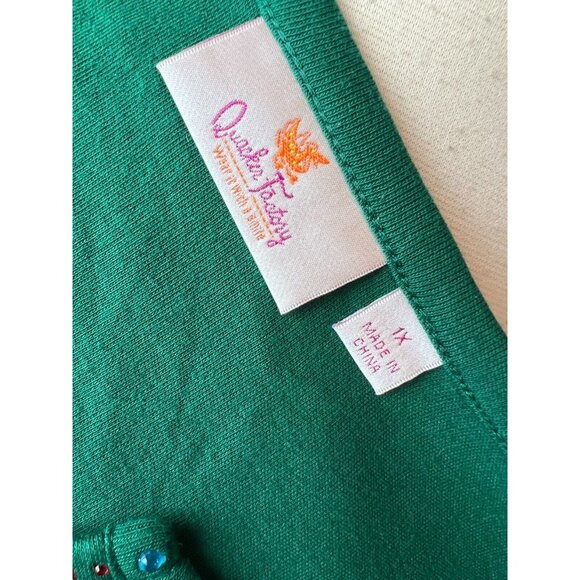 Quacker Factory
Wear it with a smile
1X
MADE IN
CHINA